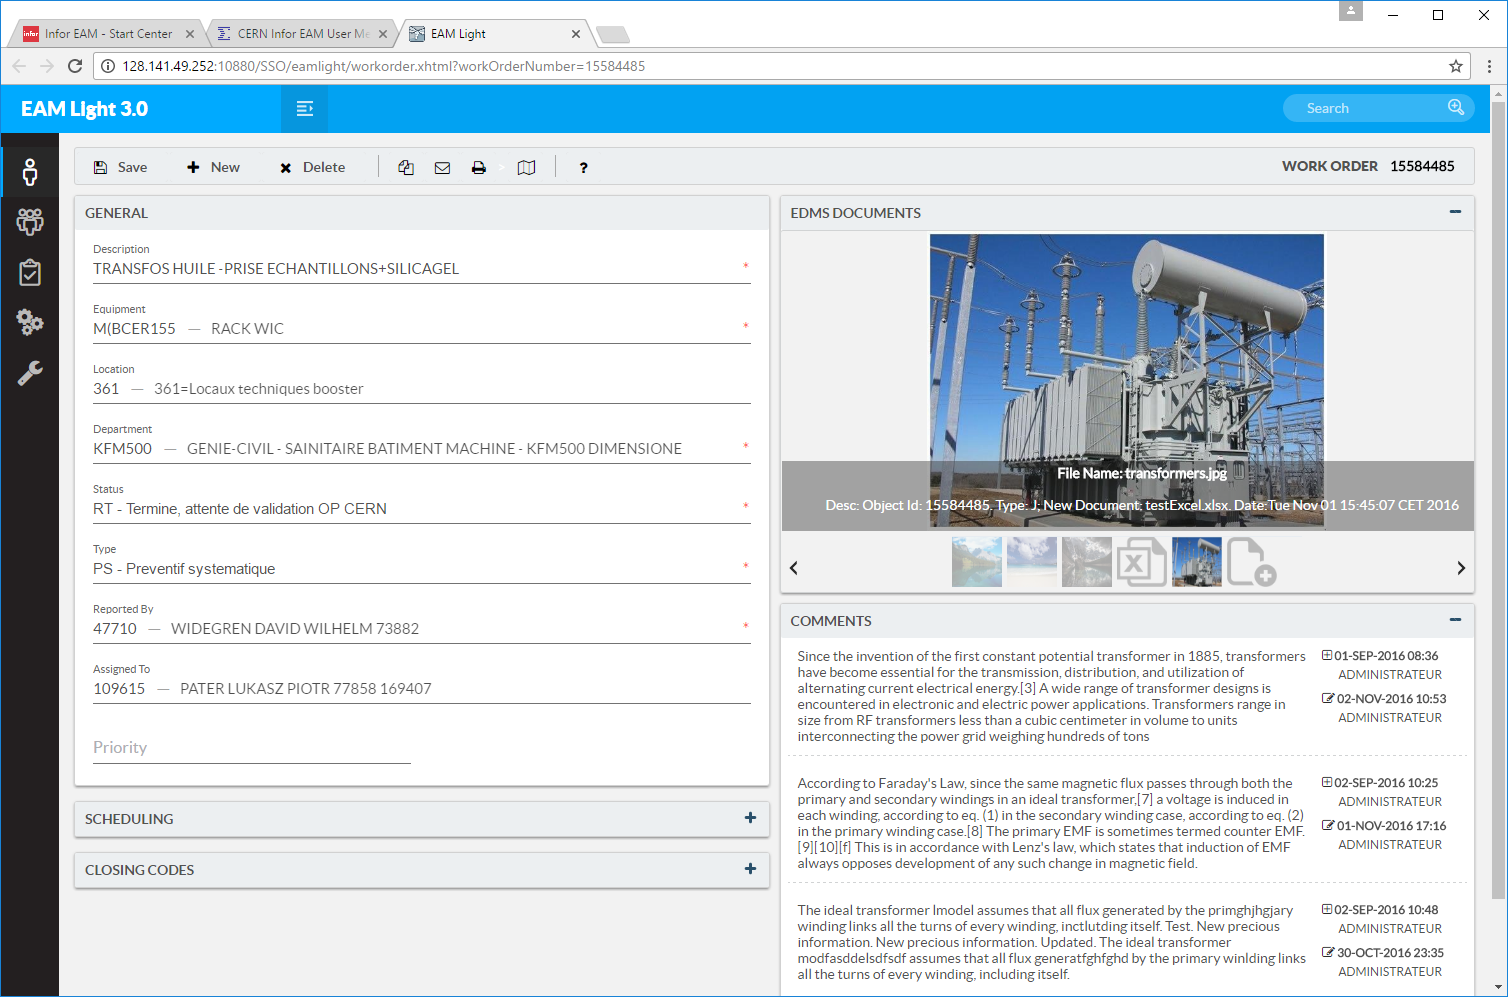 infor Infor EAM - Start Center
CERN Infor EAM User Me
EAM Light
128.141.49.252:10880/SSO/eamlight/workorder.xhtml?workOrderNumber=15584485
EAM Light 3.0
Search
Save
New
Delete
?
WORK ORDER 15584485
GENERAL
Description
TRANSFOS HUILE -PRISE ECHANTILLONS+SILICAGEL *
Equipment
M(BCER155 — RACK WIC *
Location
361 — 361=Locaux techniques booster
Department
KFM500 — GENIE-CIVIL - SAINITAIRE BATIMENT MACHINE - KFM500 DIMENSIONE *
Status
RT - Termine, attente de validation OP CERN *
Type
PS - Preventif systematique *
Reported By
47710 — WIDEGREN DAVID WILHELM 73882 *
Assigned To
109615 — PATER LUKASZ PIOTR 77858 169407
Priority
SCHEDULING
CLOSING CODES
EDMS DOCUMENTS
File Name: transformers.jpg
Desc: Object Id: 15584485. Type: J; New Document: testExcel.xlsx. Date:Tue Nov 01 15:45:07 CET 2016
COMMENTS
Since the invention of the first constant potential transformer in 1885, transformers
have become essential for the transmission, distribution, and utilization of
alternating current electrical energy.[3] A wide range of transformer designs is
encountered in electronic and electric power applications. Transformers range in
size from RF transformers less than a cubic centimeter in volume to units
interconnecting the power grid weighing hundreds of tons
01-SEP-2016 08:36
ADMINISTRATEUR
02-NOV-2016 10:53
ADMINISTRATEUR
According to Faraday's Law, since the same magnetic flux passes through both the
primary and secondary windings in an ideal transformer,[7] a voltage is induced in
each winding, according to eq. (1) in the secondary winding case, according to eq. (2)
in the primary winding case.[8] The primary EMF is sometimes termed counter EMF.
[9][10][f] This is in accordance with Lenz's law, which states that induction of EMF
always opposes development of any such change in magnetic field.
02-SEP-2016 10:25
ADMINISTRATEUR
01-NOV-2016 17:16
ADMINISTRATEUR
The ideal transformer lmodel assumes that all flux generated by the primghjhgjary
winding links all the turns of every winding, inctlutding itself. Test. New precious
information. New precious information. Updated. The ideal transformer
modfasddelsdfsdf assumes that all flux generatfghfghd by the primary winlding links
all the turns of every winding, including itself.
02-SEP-2016 10:48
ADMINISTRATEUR
30-OCT-2016 23:35
ADMINISTRATEUR